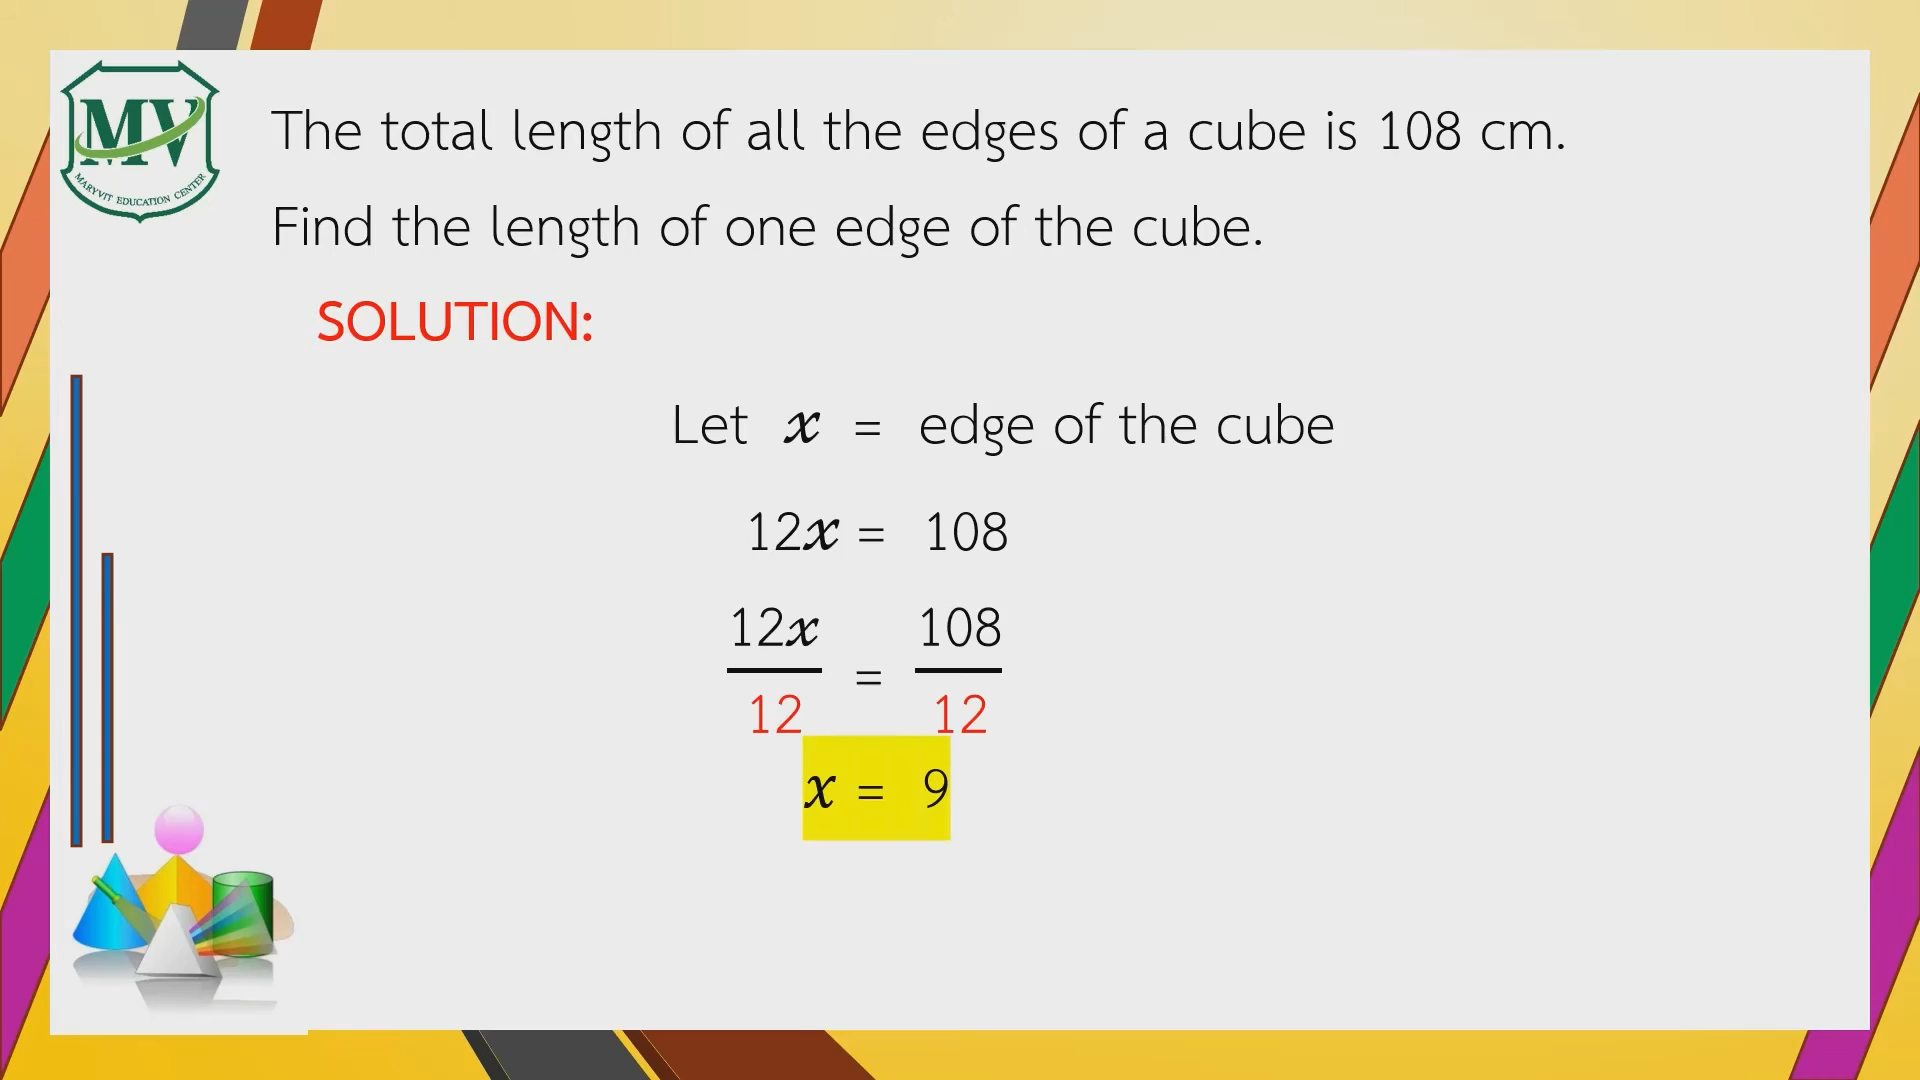 MV
MARYVIT EDUCATION CENTER
The total length of all the edges of a cube is 108 cm.
Find the length of one edge of the cube.
SOLUTION:
Let x = edge of the cube
12x = 108
12x/12 = 108/12
x = 9